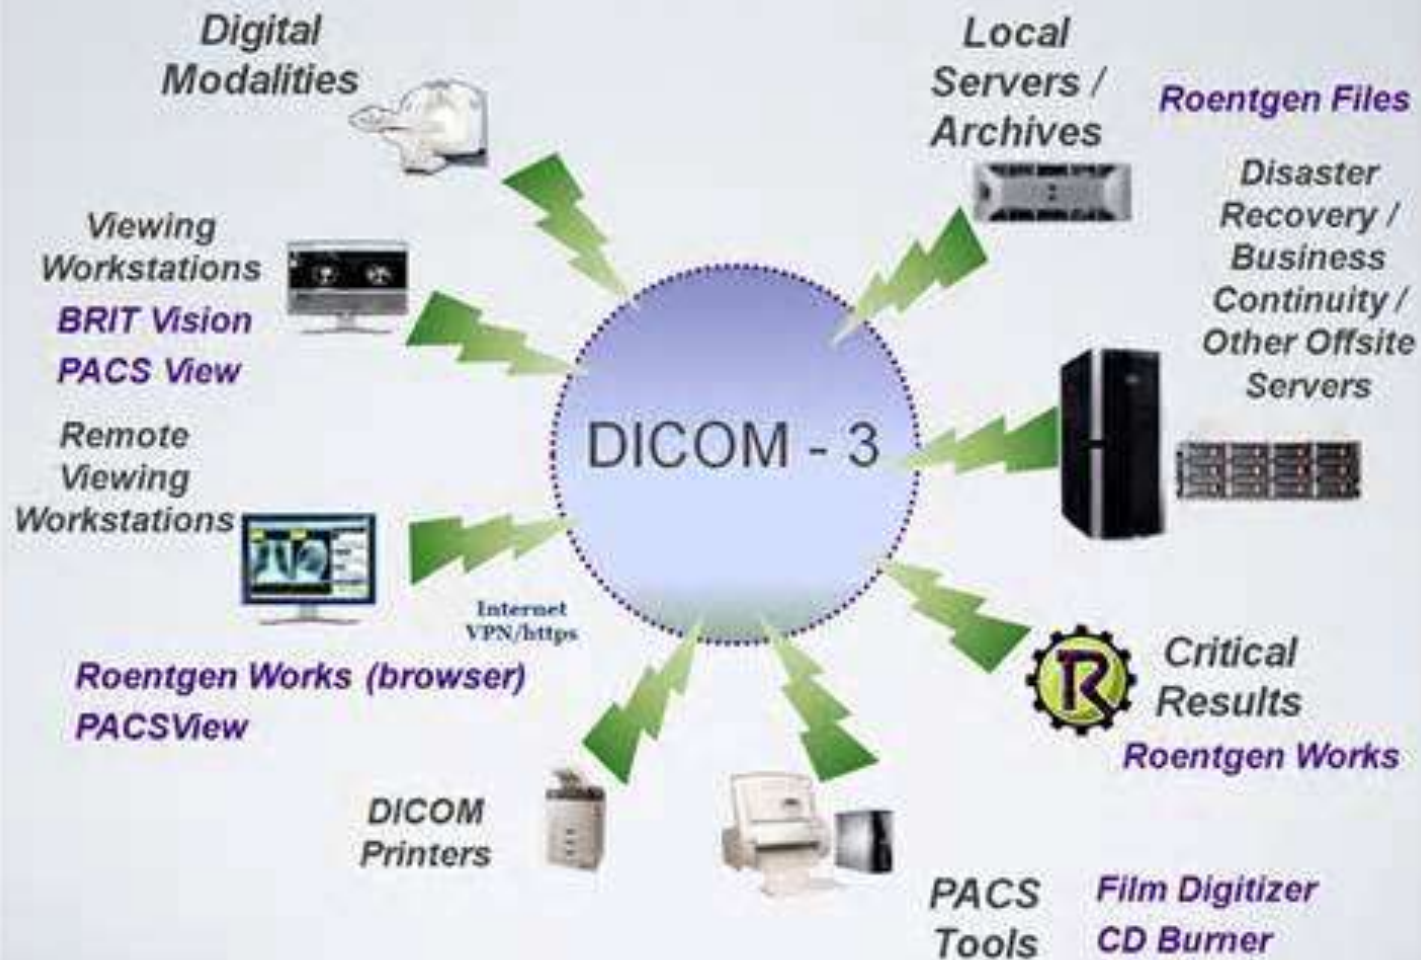 Digital
Modalities
Local
Servers /
Archives
Roentgen Files
Disaster
Recovery /
Business
Continuity /
Other Offsite
Servers
Viewing
Workstations
BRIT Vision
PACS View
Remote
Viewing
Workstations
DICOM - 3
Internet
VPN/https
Roentgen Works (browser)
PACSView
R
Critical
Results
Roentgen Works
DICOM
Printers
PACS
Tools
Film Digitizer
CD Burner